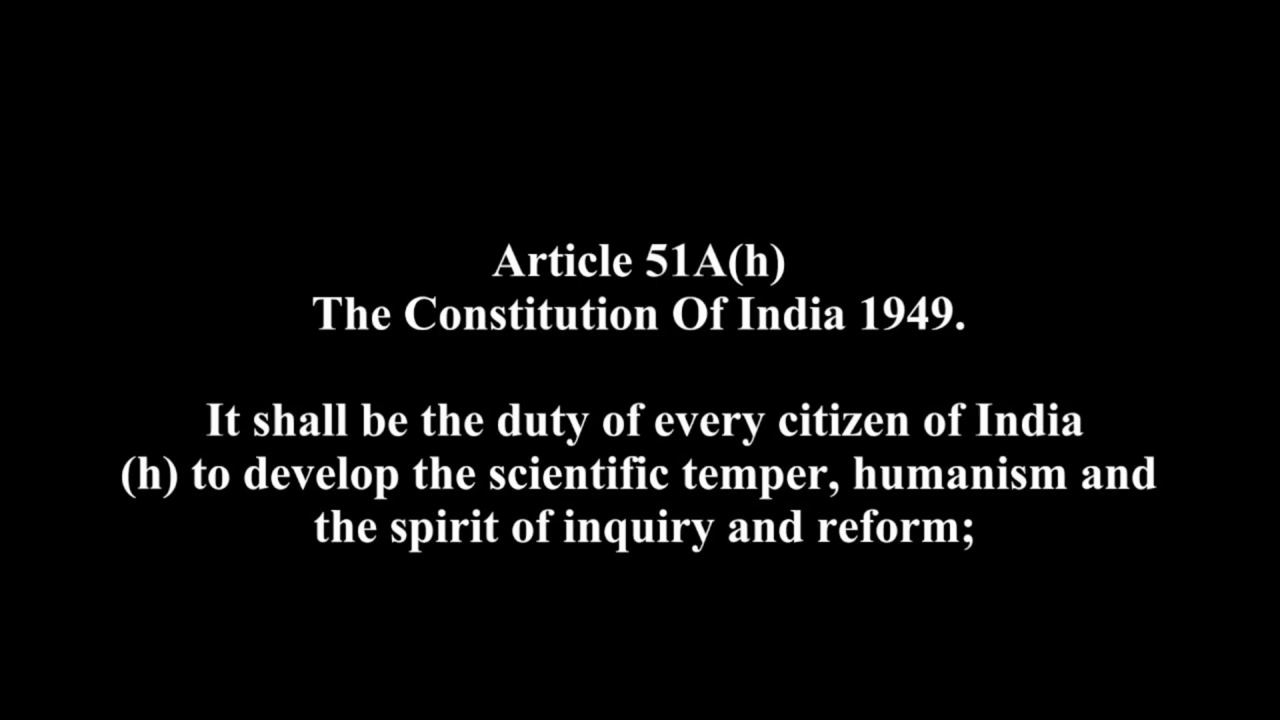 Article 51A(h)
The Constitution Of India 1949.
It shall be the duty of every citizen of India
(h) to develop the scientific temper, humanism and
the spirit of inquiry and reform;